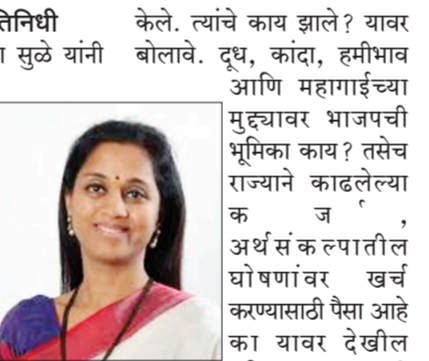 तिनिधी
सुळे यांनी
केले. त्यांचे काय झाले? यावर
बोलावे. दूध, कांदा, हमीभाव
आणि महागाईच्या
मुद्द्यावर भाजपची
भूमिका काय? तसेच
राज्याने काढलेल्या
क र्ज ,
अर्थसंकल्पातील
घोषणांवर खर्च
करण्यासाठी पैसा आहे
का यावर देखील